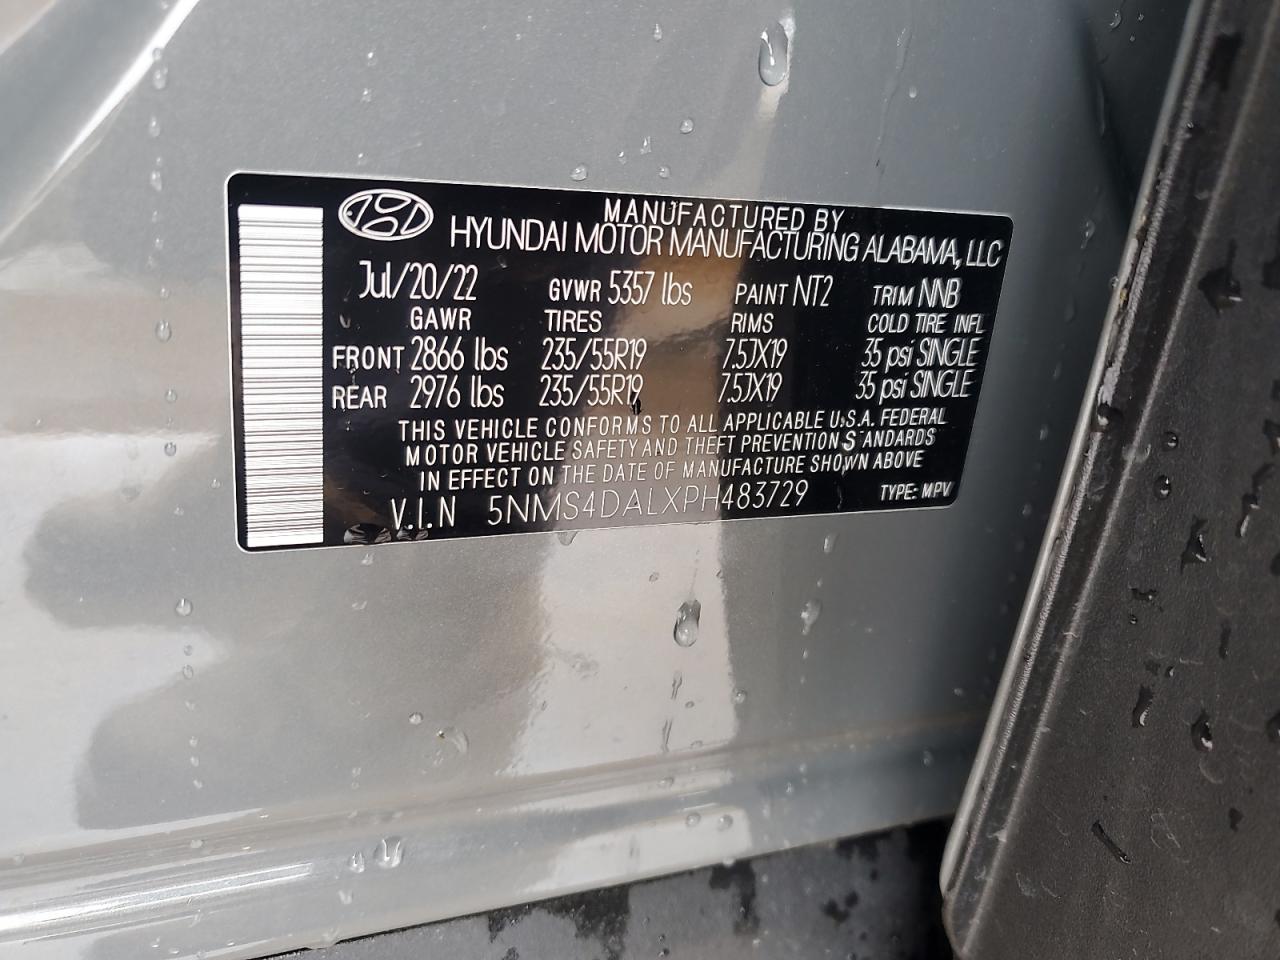 MANUFACTURED BY
HYUNDAI MOTOR MANUFACTURING ALABAMA, LLC
Jul/20/22 GVWR 5357 lbs PAINT NT2 TRIM NNB
GAWR TIRES RIMS COLD TIRE INFL
FRONT 2866 lbs 235/55R19 7.5JX19 35 psi SINGLE
REAR 2976 lbs 235/55R19 7.5JX19 35 psi SINGLE
THIS VEHICLE CONFORMS TO ALL APPLICABLE U.S.A. FEDERAL
MOTOR VEHICLE SAFETY AND THEFT PREVENTION STANDARDS
IN EFFECT ON THE DATE OF MANUFACTURE SHOWN ABOVE
V.I.N 5NMS4DALXPH483729 TYPE: MPV